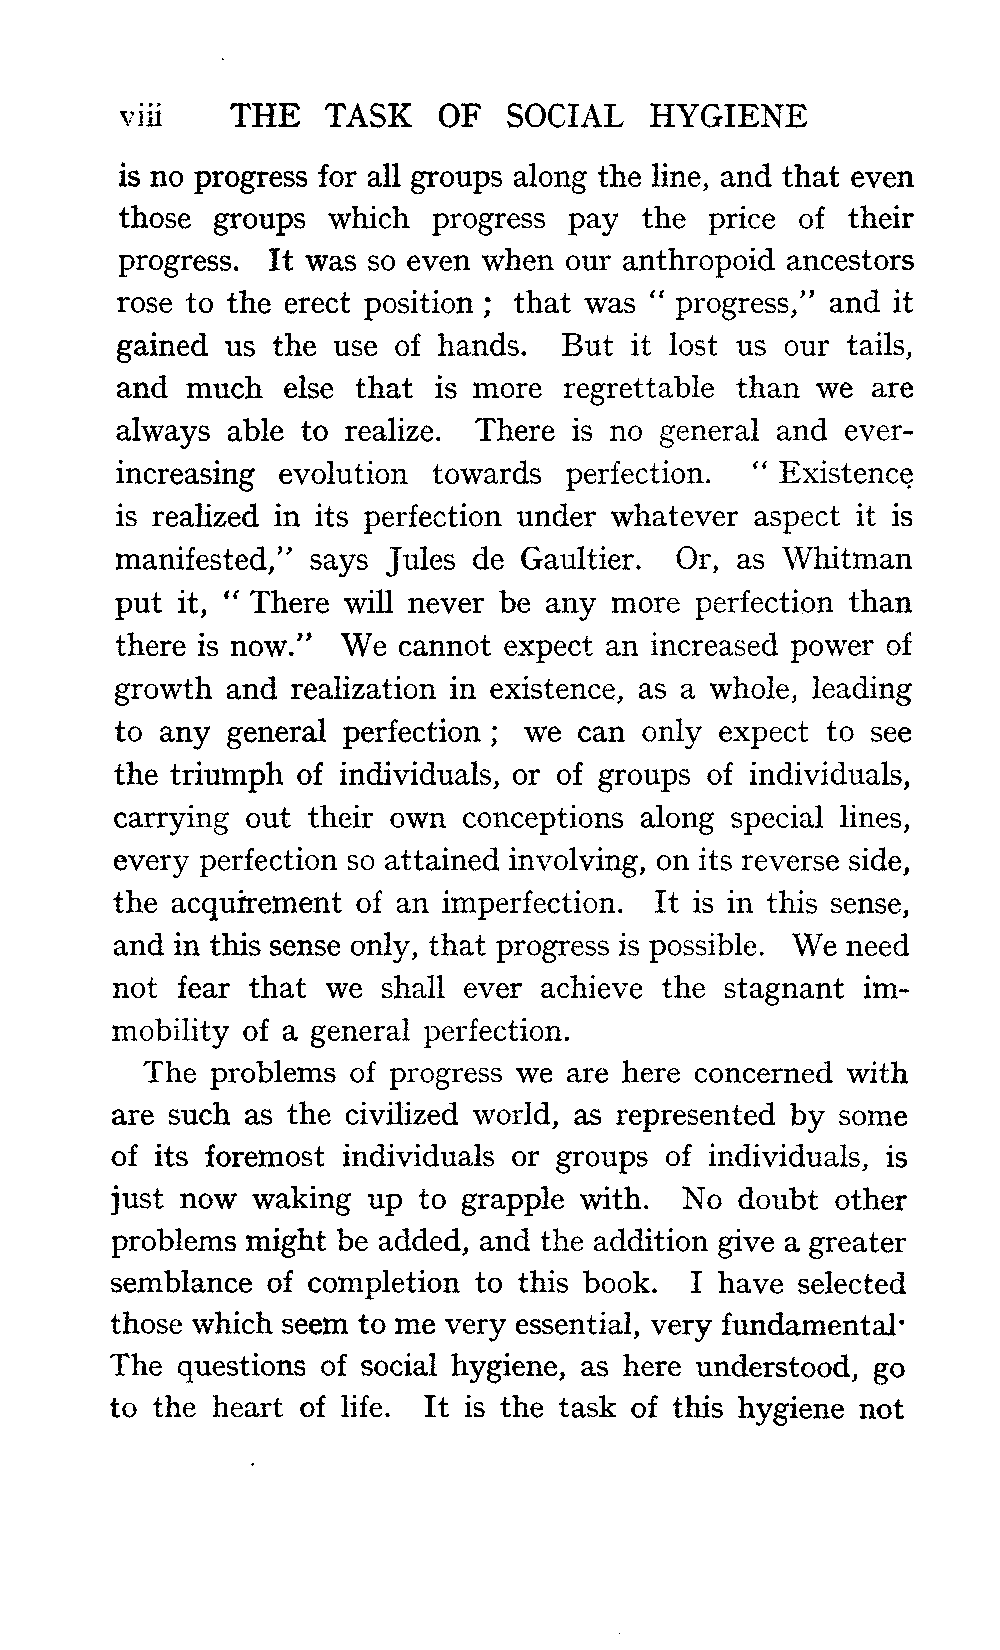 viii THE TASK OF SOCIAL HYGIENE
is no progress for all groups along the line, and that even
those groups which progress pay the price of their
progress. It was so even when our anthropoid ancestors
rose to the erect position ; that was “ progress,” and it
gained us the use of hands. But it lost us our tails,
and much else that is more regrettable than we are
always able to realize. There is no general and ever-
increasing evolution towards perfection. “ Existence
is realized in its perfection under whatever aspect it is
manifested,” says Jules de Gaultier. Or, as Whitman
put it, “ There will never be any more perfection than
there is now.” We cannot expect an increased power of
growth and realization in existence, as a whole, leading
to any general perfection ; we can only expect to see
the triumph of individuals, or of groups of individuals,
carrying out their own conceptions along special lines,
every perfection so attained involving, on its reverse side,
the acquirement of an imperfection. It is in this sense,
and in this sense only, that progress is possible. We need
not fear that we shall ever achieve the stagnant im-
mobility of a general perfection.
The problems of progress we are here concerned with
are such as the civilized world, as represented by some
of its foremost individuals or groups of individuals, is
just now waking up to grapple with. No doubt other
problems might be added, and the addition give a greater
semblance of completion to this book. I have selected
those which seem to me very essential, very fundamental·
The questions of social hygiene, as here understood, go
to the heart of life. It is the task of this hygiene not